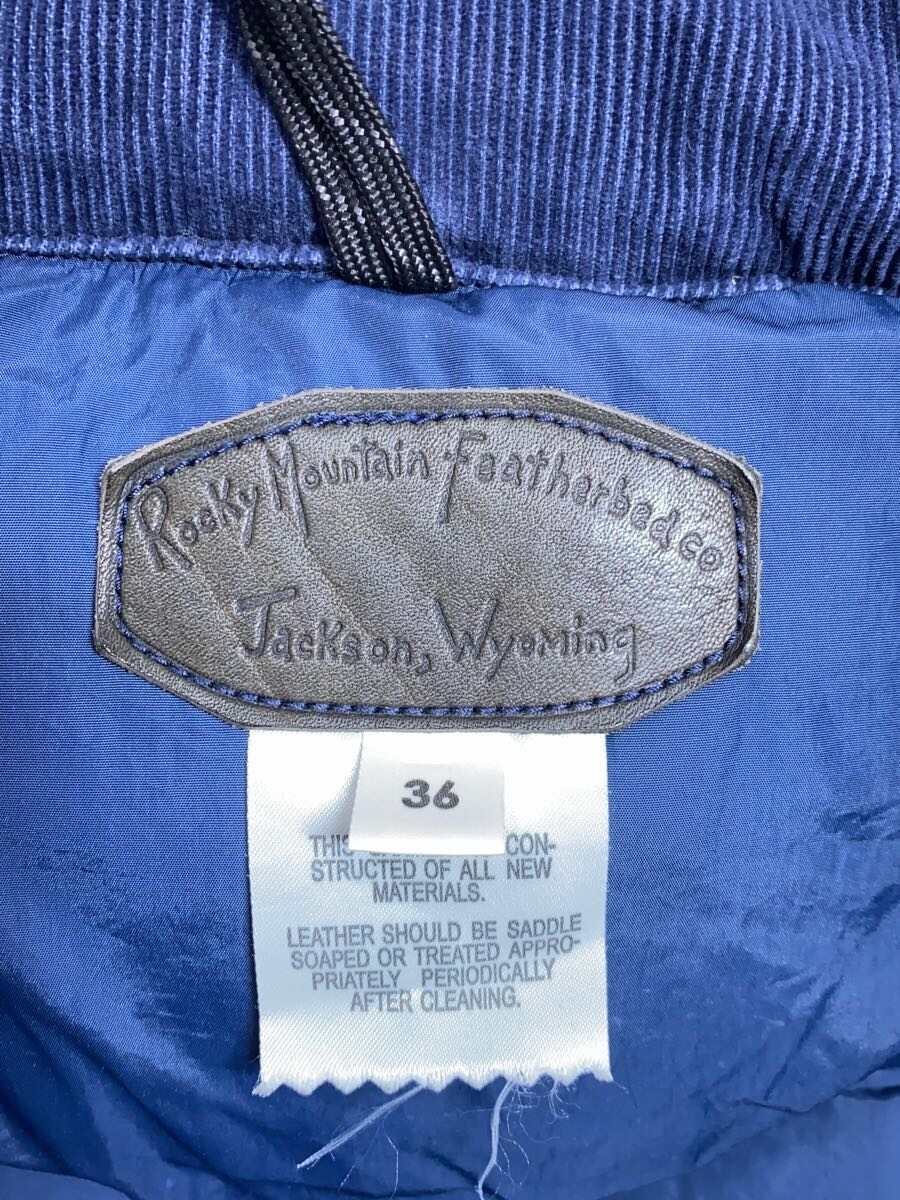 Rocky Mountain Featherbed co
Jackson, Wyoming
36
THIS CON-
STRUCTED OF ALL NEW
MATERIALS.
LEATHER SHOULD BE SADDLE
SOAPED OR TREATED APPRO-
PRIATELY PERIODICALLY
AFTER CLEANING.